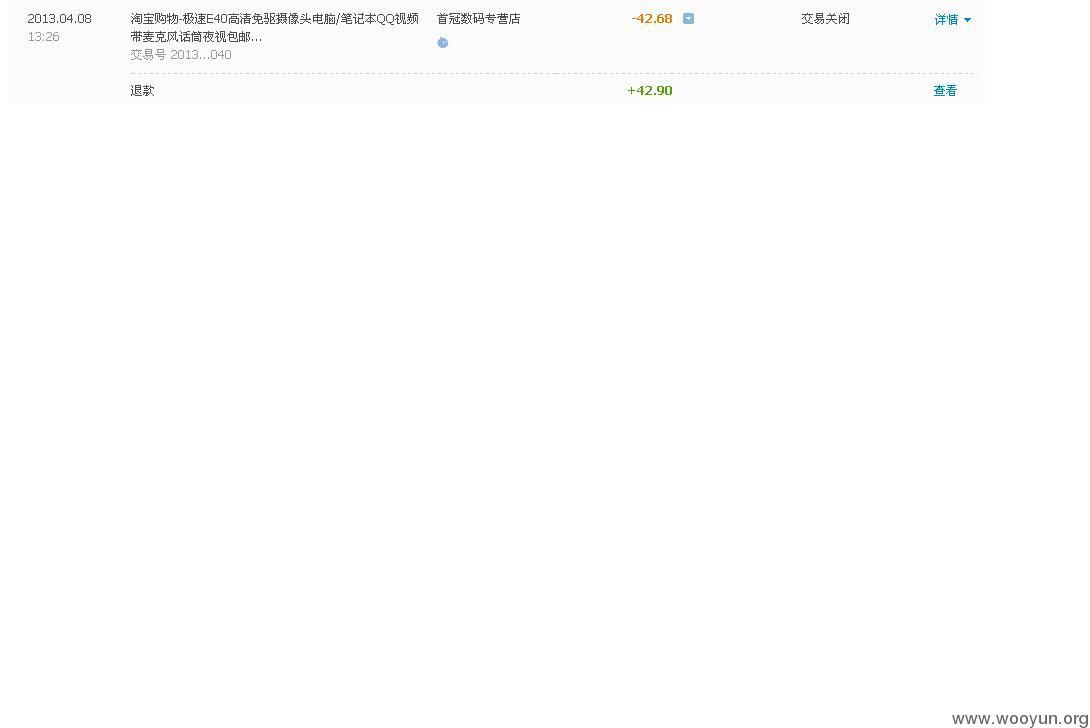 2013.04.08
13:26
淘宝购物-极速E40高清免驱摄像头电脑/笔记本QQ视频
带麦克风话筒夜视包邮...
交易号 2013...040
首冠数码专营店
-42.68
交易关闭
详情
退款
+42.90
查看
www.wooyun.org